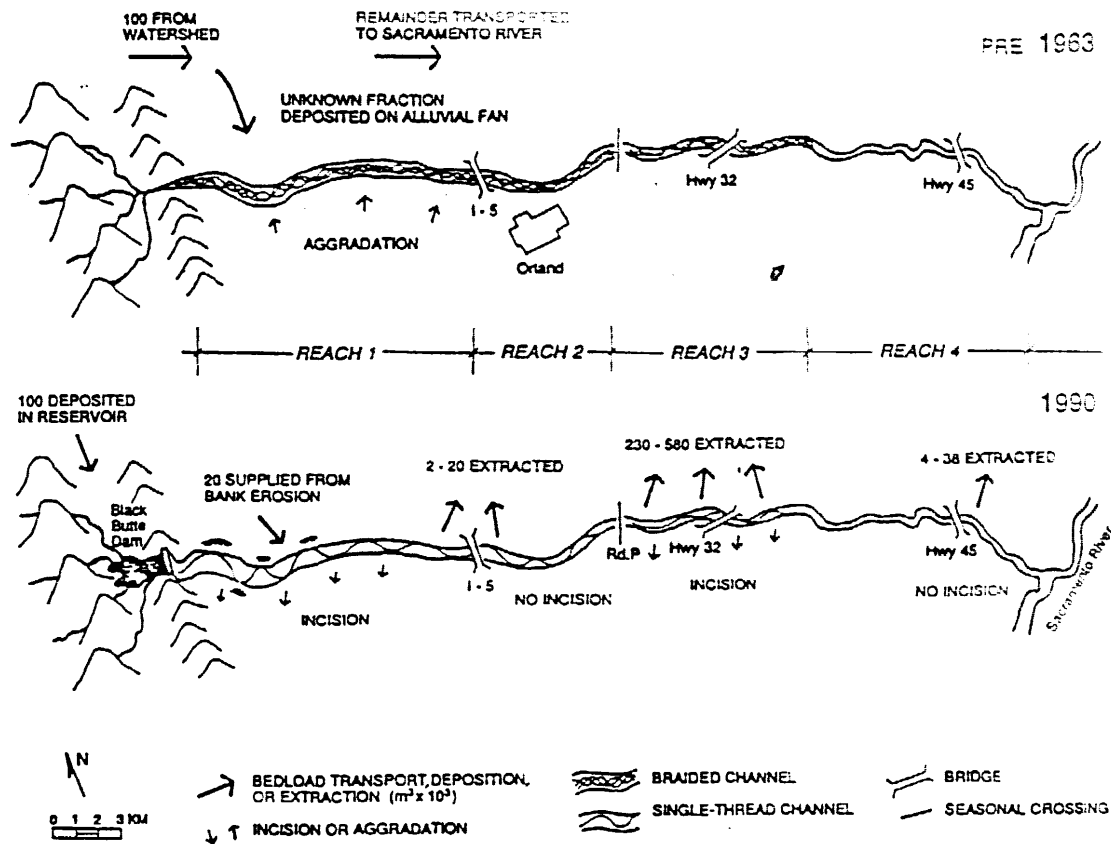 100 FROM
WATERSHED
REMAINDER TRANSPORTED
TO SACRAMENTO RIVER
PRE 1963
UNKNOWN FRACTION
DEPOSITED ON ALLUVIAL FAN
Hwy 32
Hwy 45
I - 5
AGGRADATION
Orland
REACH 1
REACH 2
REACH 3
REACH 4
100 DEPOSITED
IN RESERVOIR
1990
20 SUPPLIED FROM
BANK EROSION
2 - 20 EXTRACTED
230 - 580 EXTRACTED
4 - 38 EXTRACTED
Black
Butte
Dam
Rd.P
Hwy 32
Hwy 45
I - 5
INCISION
NO INCISION
INCISION
NO INCISION
Sacramento River
N
0 1 2 3 KM
BEDLOAD TRANSPORT, DEPOSITION,
OR EXTRACTION (m³ x 10³)
INCISION OR AGGRADATION
BRAIDED CHANNEL
SINGLE-THREAD CHANNEL
BRIDGE
SEASONAL CROSSING